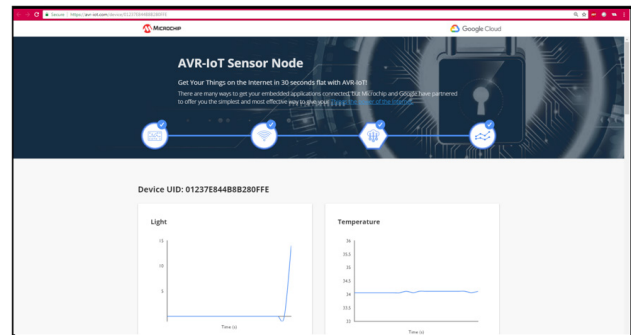 Secure | https://avr-iot.com/device/01237E844B8B280FFE
MICROCHIP
Google Cloud
AVR-IoT Sensor Node
Get Your Things on the Internet in 30 seconds flat with AVR-IoT!
There are many ways to get your embedded applications connected, But Microchip and Google have partnered
to offer you the simplest and most effective way to give your
Device UID: 01237E844B8B280FFE
Light
15
10
5
Time (s)
Temperature
36
35.5
35
34.5
34
33.5
33
Time (s)